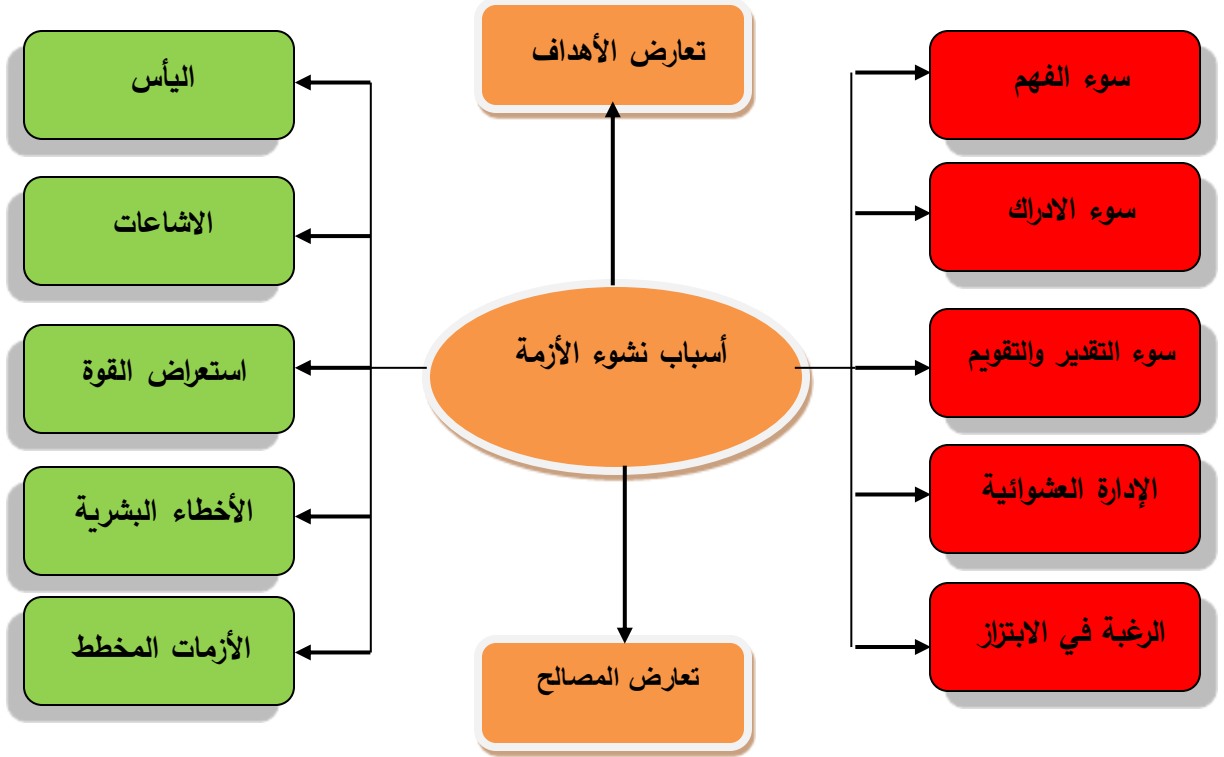 تعارض الأهداف
سوء الفهم
سوء الادراك
سوء التقدير والتقويم
الإدارة العشوائية
الرغبة في الابتزاز
أسباب نشوء الأزمة
اليأس
الاشاعات
استعراض القوة
الأخطاء البشرية
الأزمات المخطط
تعارض المصالح